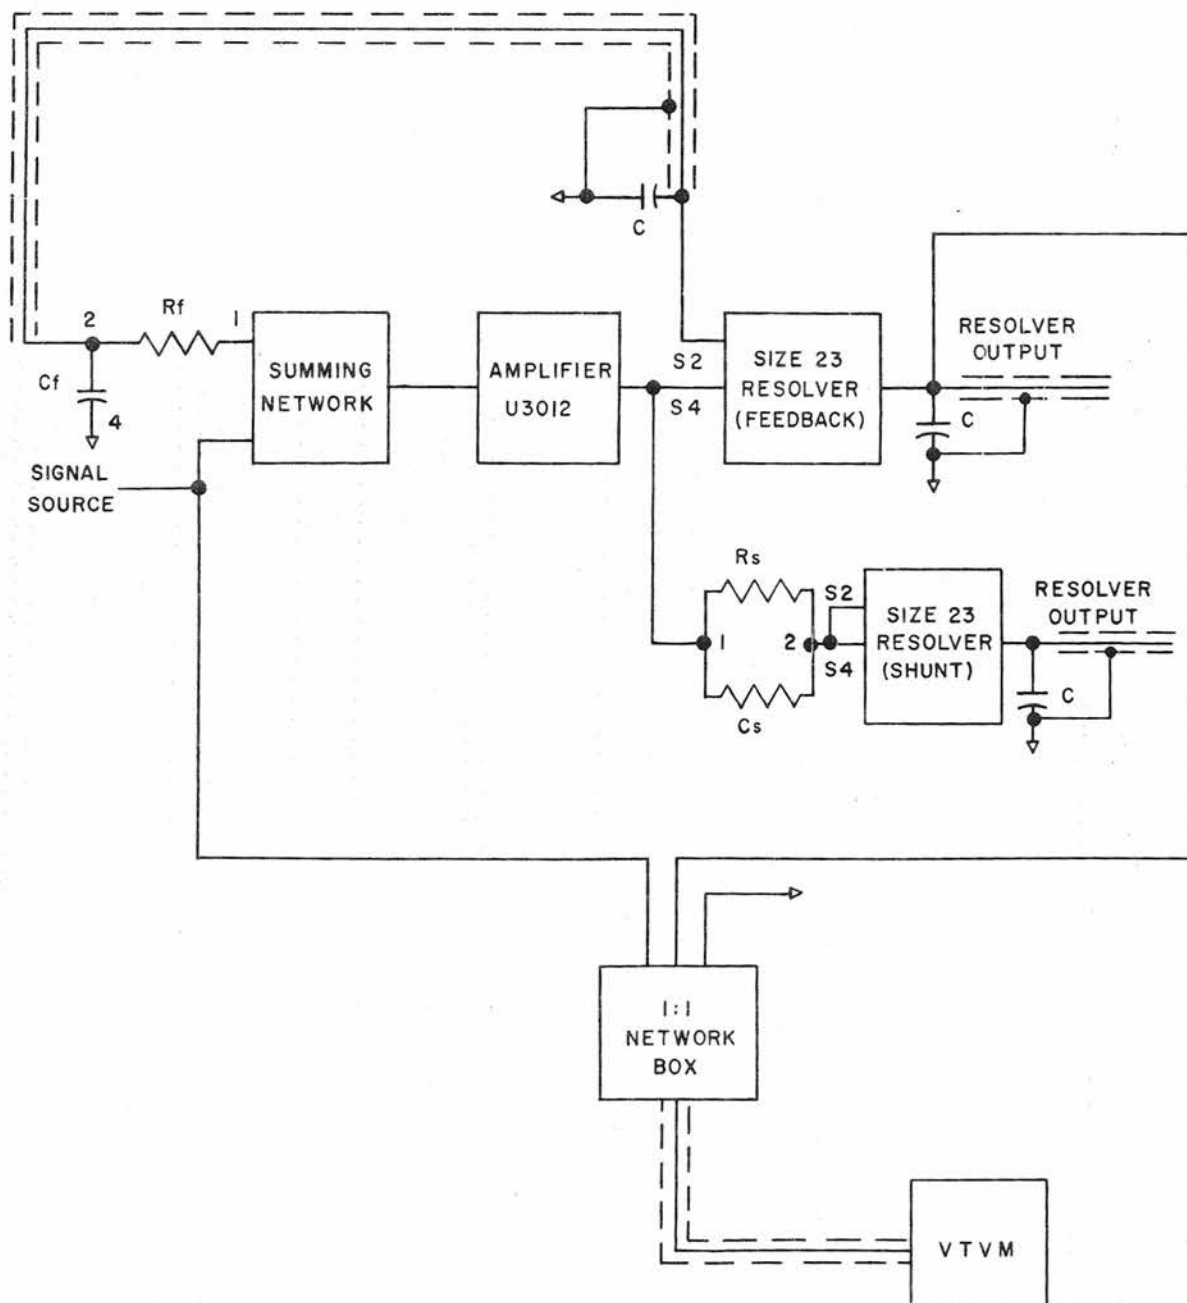 C
Rf
2
1
Cf
4
SUMMING
NETWORK
AMPLIFIER
U3012
S2
S4
SIZE 23
RESOLVER
(FEEDBACK)
RESOLVER
OUTPUT
C
SIGNAL
SOURCE
Rs
1
2
Cs
S2
S4
SIZE 23
RESOLVER
(SHUNT)
RESOLVER
OUTPUT
C
1:1
NETWORK
BOX
VTVM